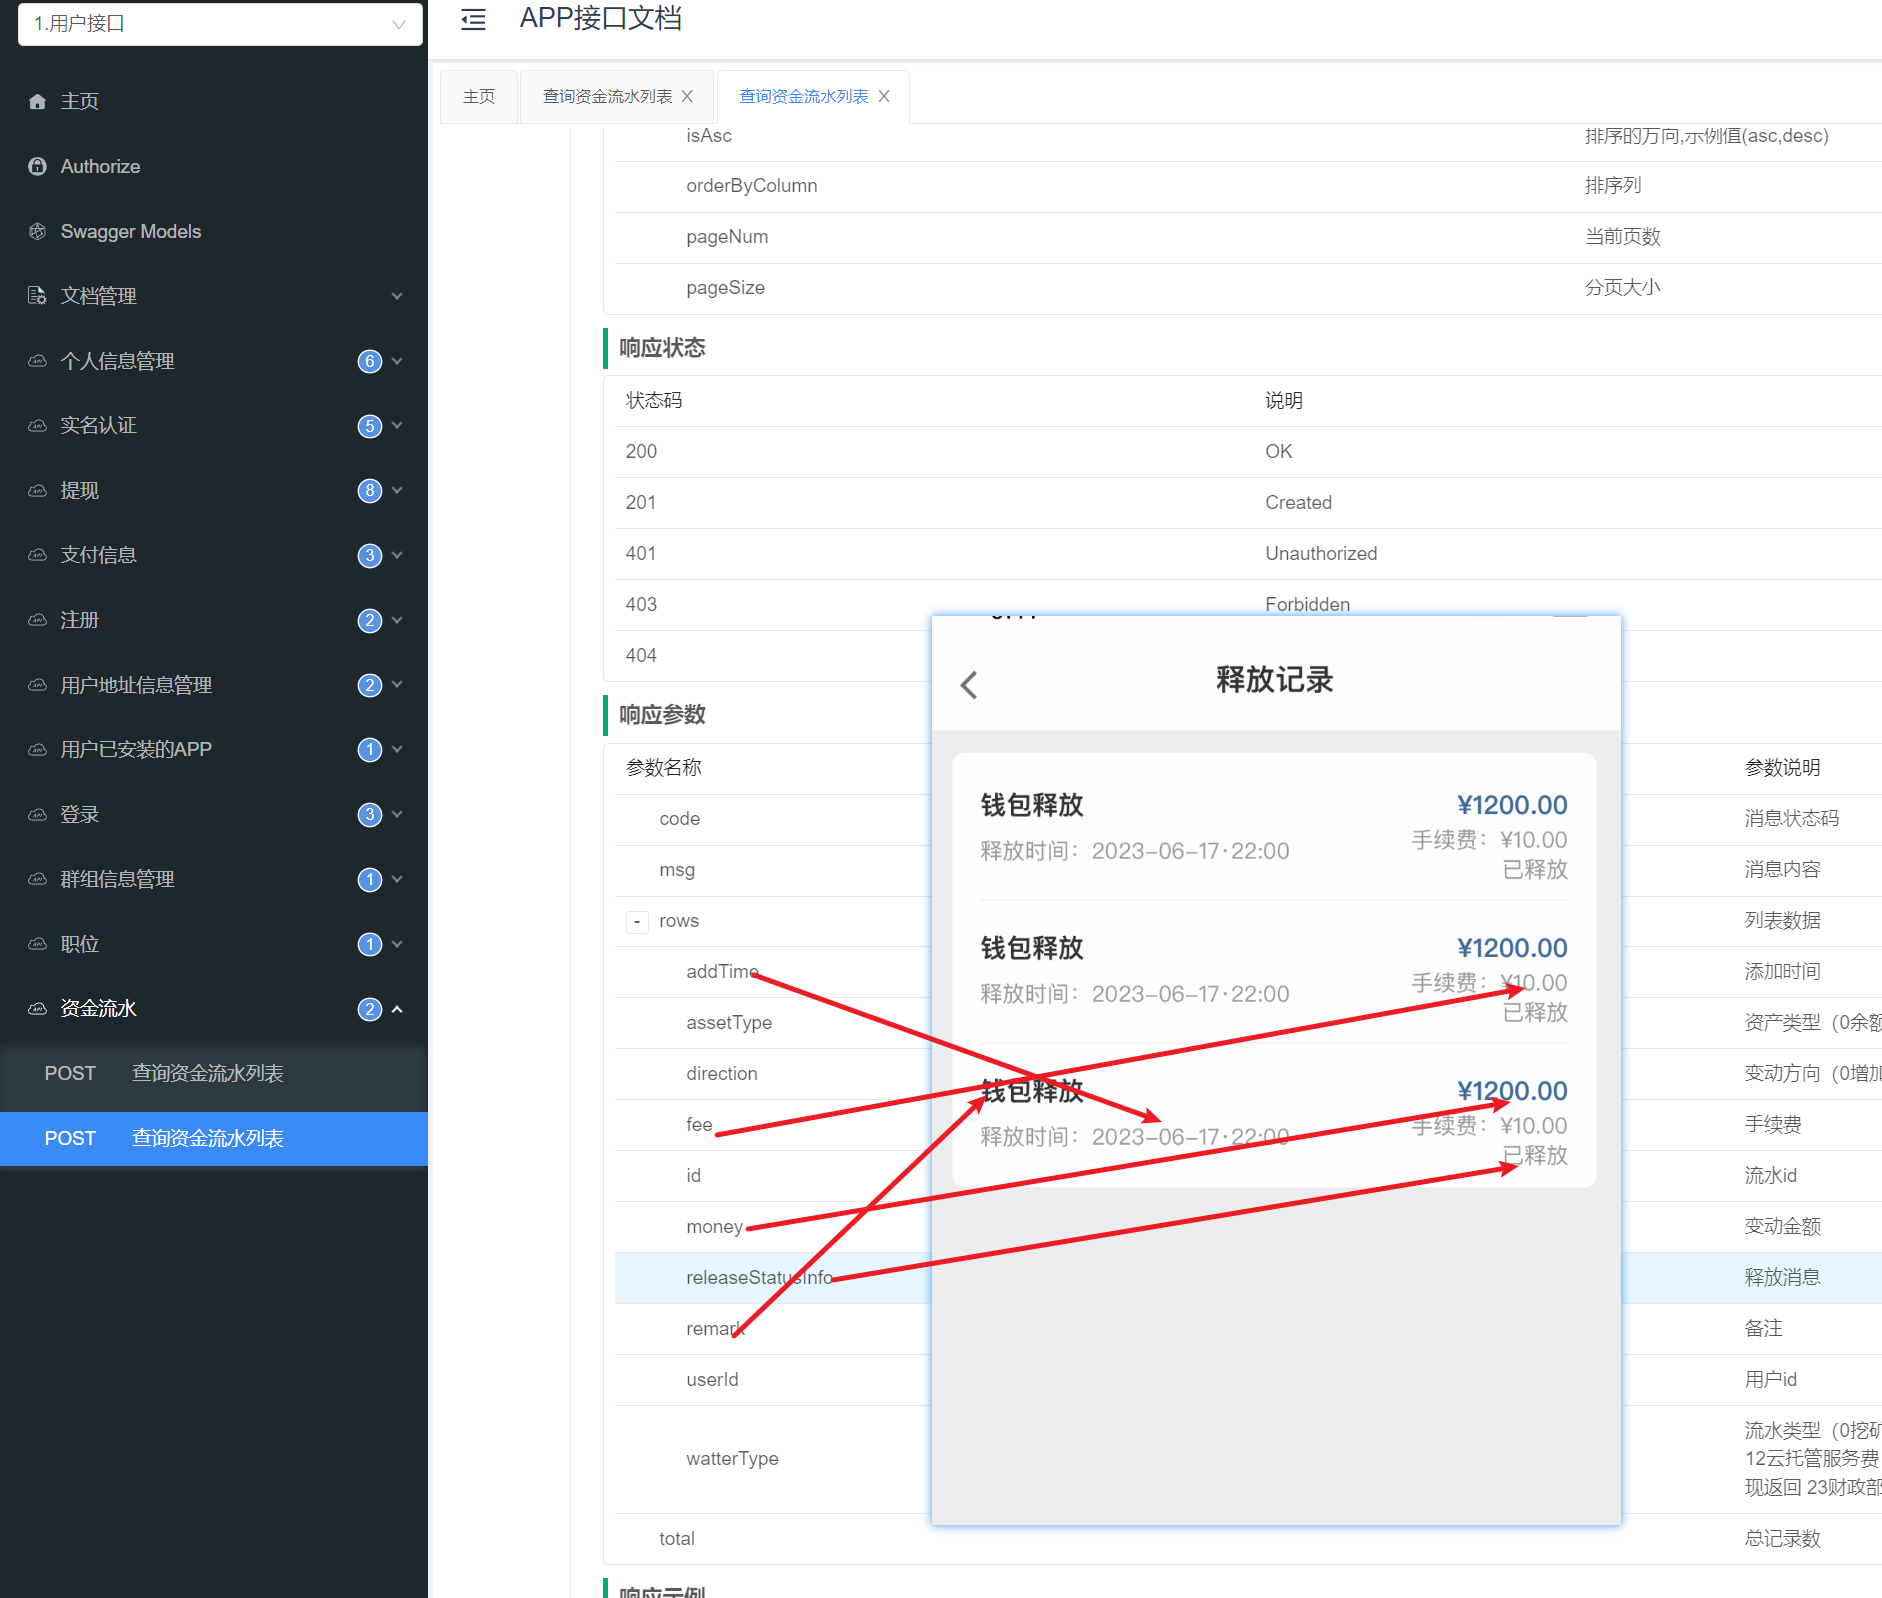 1.用户接口
主页
Authorize
Swagger Models
文档管理
个人信息管理 6
实名认证 5
提现 8
支付信息 3
注册 2
用户地址信息管理 2
用户已安装的APP 1
登录 3
群组信息管理 1
职位 1
资金流水 2
POST 查询资金流水列表
POST 查询资金流水列表
APP接口文档
主页 查询资金流水列表 查询资金流水列表
isAsc 排序的方向,示例值(asc,desc)
orderByColumn 排序列
pageNum 当前页数
pageSize 分页大小
响应状态
状态码 说明
200 OK
201 Created
401 Unauthorized
403 Forbidden
404
响应参数
参数名称 参数说明
code 消息状态码
msg 消息内容
- rows 列表数据
addTime 添加时间
assetType 资产类型（0余额
direction 变动方向（0增加
fee 手续费
id 流水id
money 变动金额
releaseStatusInfo 释放消息
remark 备注
userId 用户id
watterType 流水类型（0挖矿
12云托管服务费
现返回 23财政部
total 总记录数
响应示例
释放记录
钱包释放 ¥1200.00
释放时间：2023-06-17·22:00 手续费：¥10.00
已释放
钱包释放 ¥1200.00
释放时间：2023-06-17·22:00 手续费：¥10.00
已释放
钱包释放 ¥1200.00
释放时间：2023-06-17·22:00 手续费：¥10.00
已释放